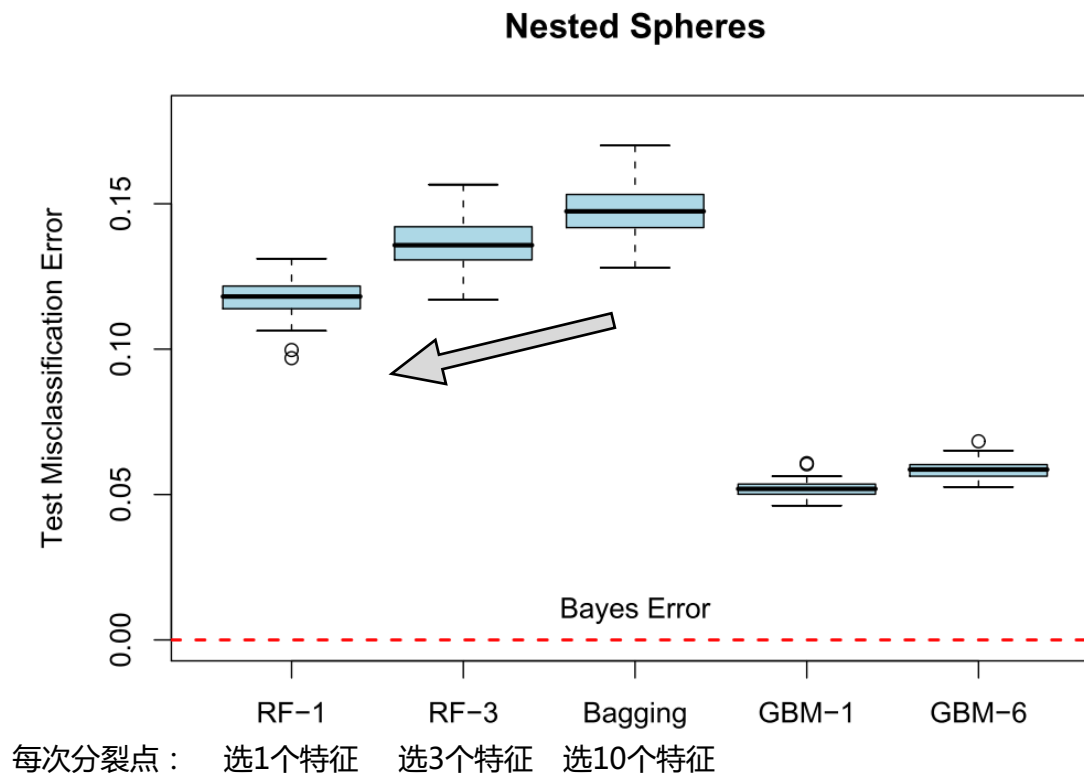 Nested Spheres
Test Misclassification Error
0.15
0.10
0.05
0.00
Bayes Error
RF−1 RF−3 Bagging GBM−1 GBM−6
每次分裂点： 选1个特征 选3个特征 选10个特征